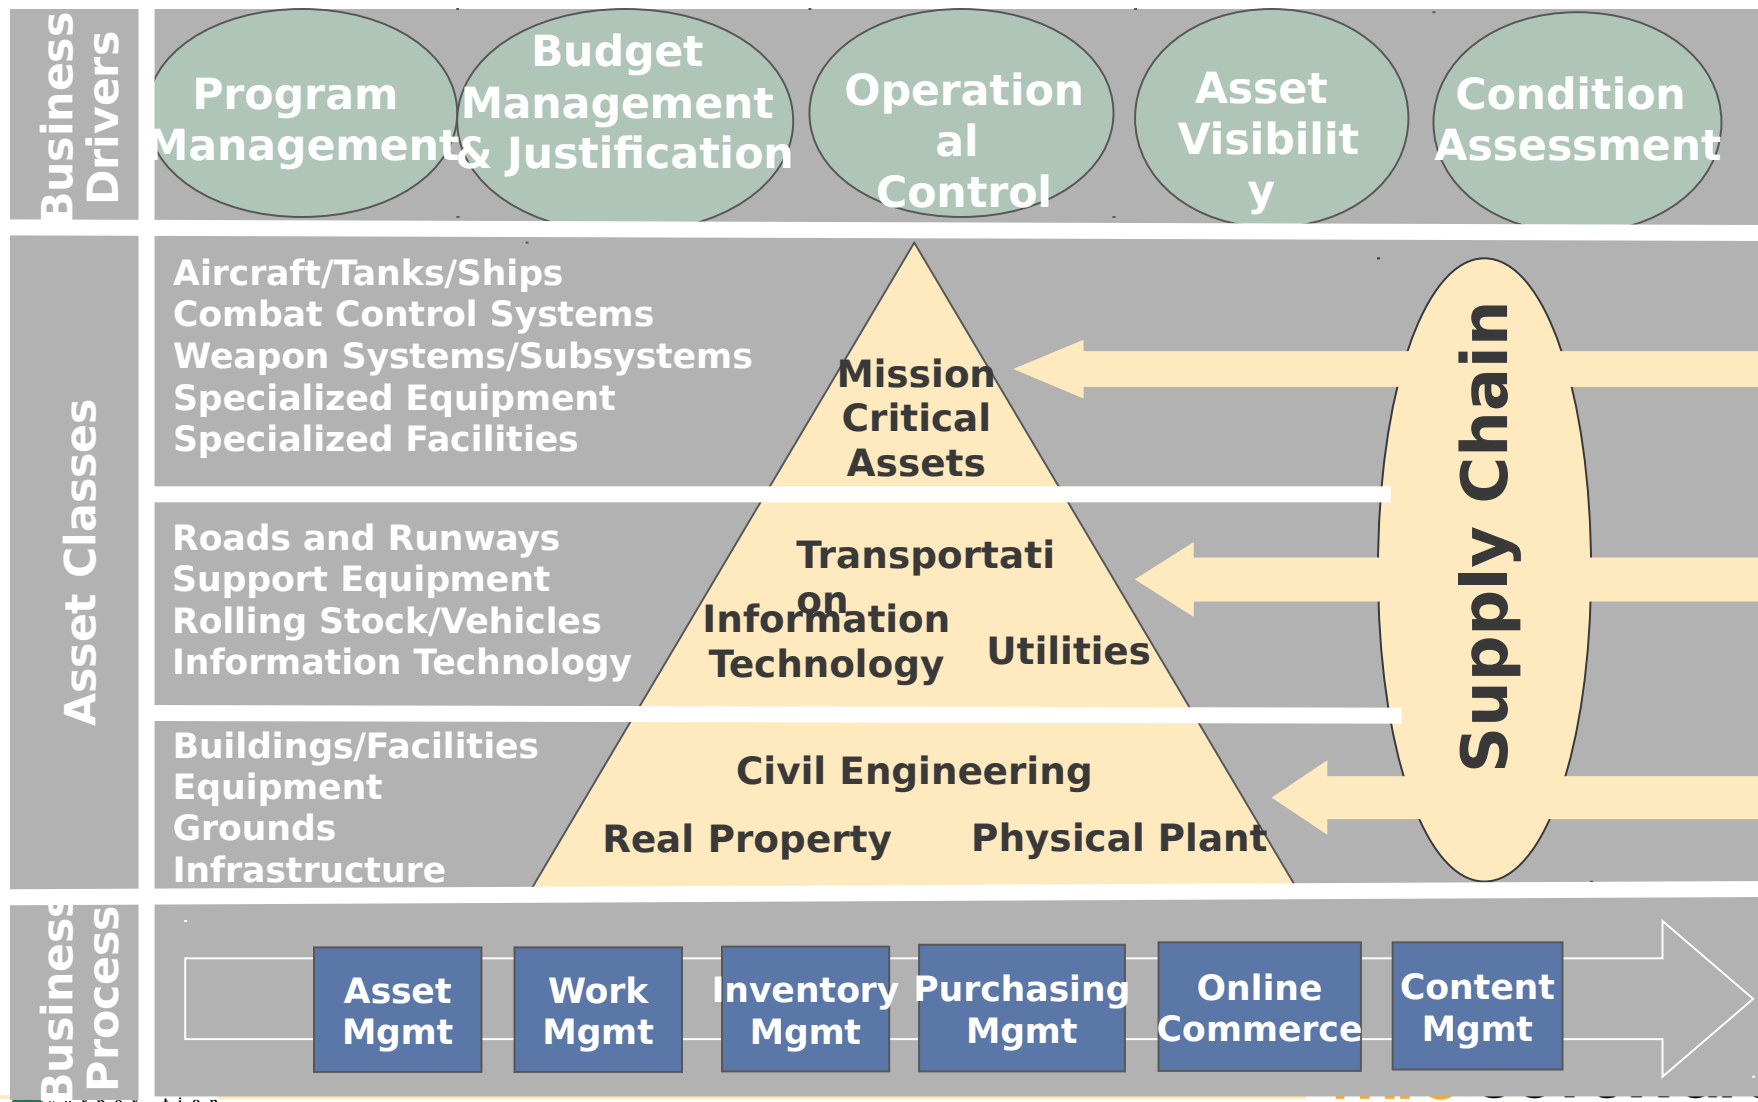 Business
Drivers
Program
Management
Budget
Management
& Justification
Operation
al
Control
Asset
Visibilit
y
Condition
Assessment
Asset Classes
Aircraft/Tanks/Ships
Combat Control Systems
Weapon Systems/Subsystems
Specialized Equipment
Specialized Facilities
Mission
Critical
Assets
Supply Chain
Roads and Runways
Support Equipment
Rolling Stock/Vehicles
Information Technology
Transportati
on
Information
Technology
Utilities
Buildings/Facilities
Equipment
Grounds
Infrastructure
Civil Engineering
Real Property
Physical Plant
Business
Process
Asset
Mgmt
Work
Mgmt
Inventory
Mgmt
Purchasing
Mgmt
Online
Commerce
Content
Mgmt